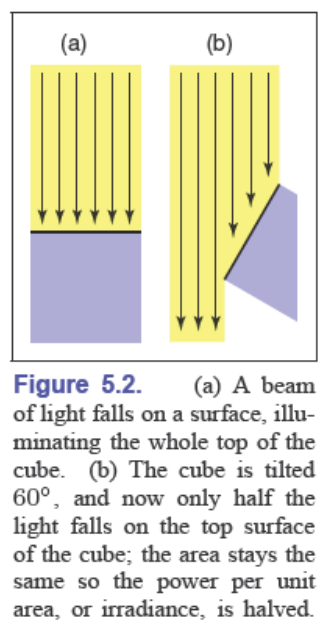 (a) (b)
Figure 5.2. (a) A beam
of light falls on a surface, illu-
minating the whole top of the
cube. (b) The cube is tilted
60°, and now only half the
light falls on the top surface
of the cube; the area stays the
same so the power per unit
area, or irradiance, is halved.